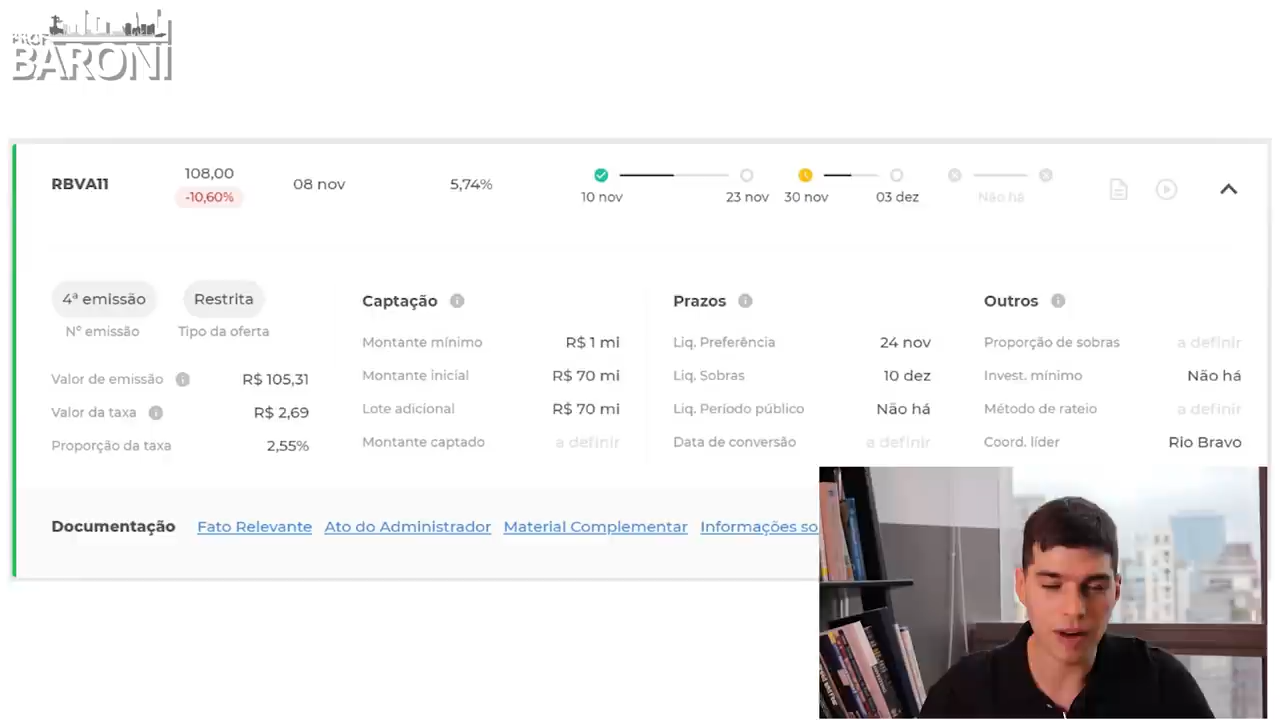 PROF.
BARONI
RBVA11
108,00
-10,60%
08 nov
5,74%
10 nov
23 nov
30 nov
03 dez
Não há
4ª emissão
Restrita
Nº emissão
Tipo da oferta
Valor de emissão R$ 105,31
Valor da taxa R$ 2,69
Proporção da taxa 2,55%
Captação
Montante mínimo R$ 1 mi
Montante inicial R$ 70 mi
Lote adicional R$ 70 mi
Montante captado a definir
Prazos
Liq. Preferência 24 nov
Liq. Sobras 10 dez
Liq. Período público Não há
Data de conversão a definir
Outros
Proporção de sobras a definir
Invest. mínimo Não há
Método de rateio a definir
Coord. líder Rio Bravo
Documentação Fato Relevante Ato do Administrador Material Complementar Informações so